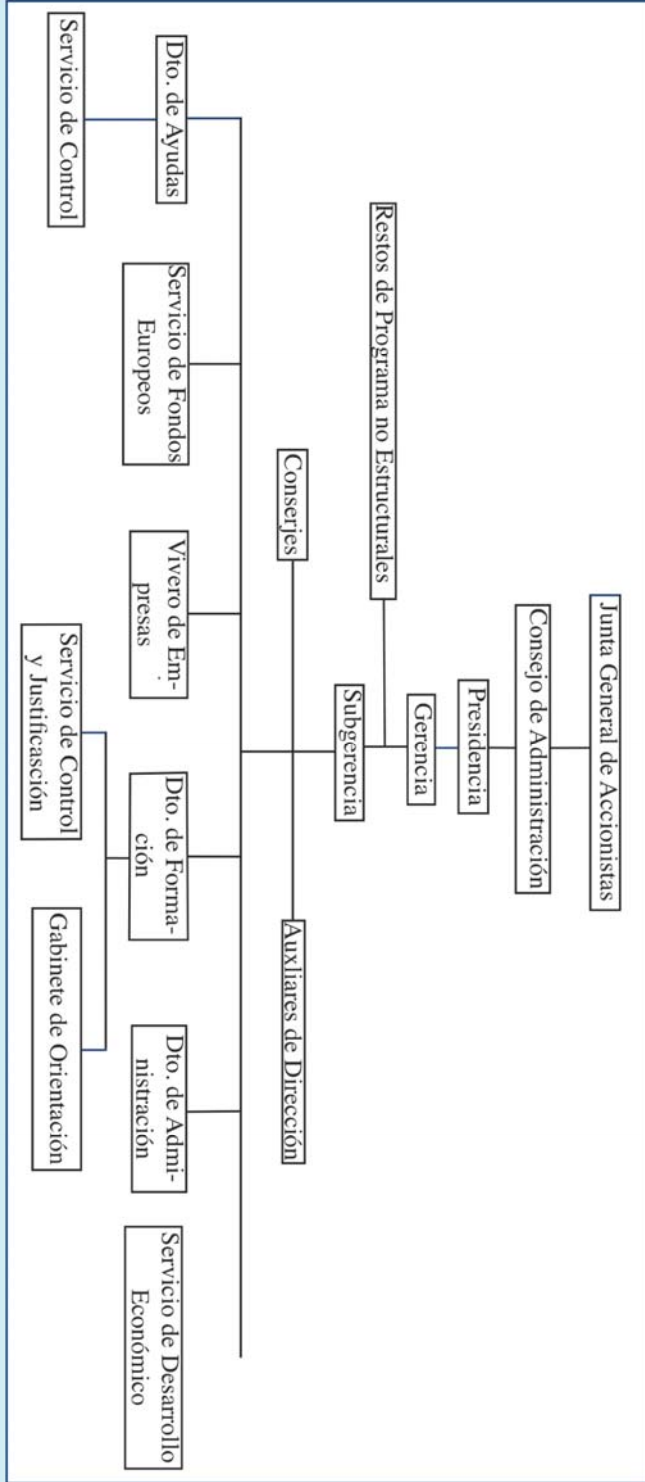 Junta General de Accionistas
Consejo de Administración
Presidencia
Gerencia
Restos de Programa no Estructurales
Subgerencia
Conserjes
Auxliares de Dirección
Dto. de Ayudas
Servicio de Fondos
Europeos
Vivero de Em-
presas
Dto. de Forma-
ción
Dto. de Admi-
nistración
Servicio de Desarrollo
Económico
Servicio de Control
Servicio de Control
y Justificasción
Gabinete de Orientación